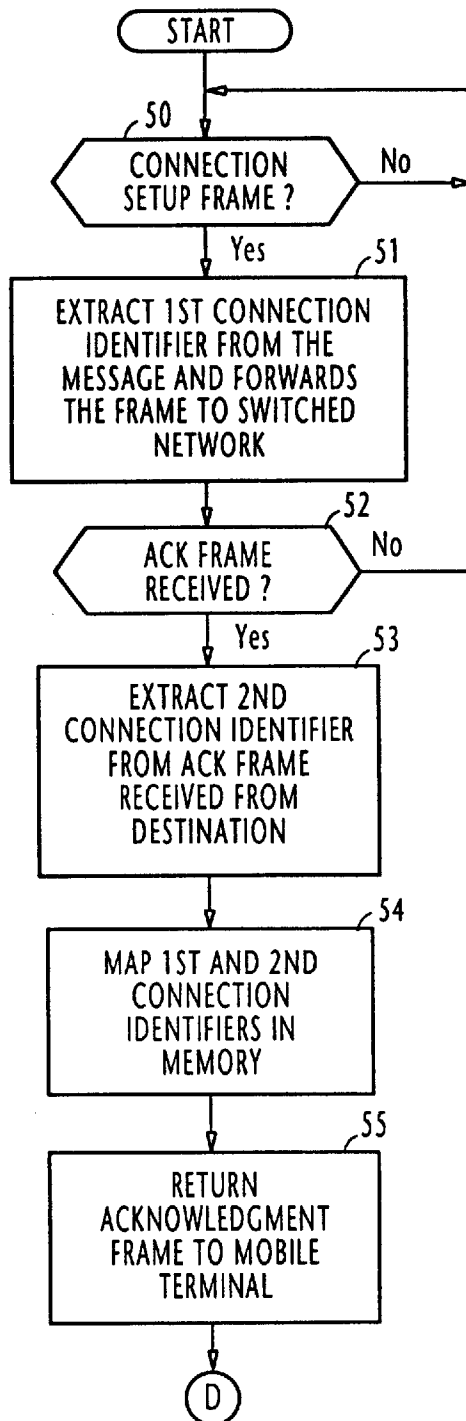 START
50
CONNECTION
SETUP FRAME ?
No
Yes
51
EXTRACT 1ST CONNECTION
IDENTIFIER FROM THE
MESSAGE AND FORWARDS
THE FRAME TO SWITCHED
NETWORK
52
ACK FRAME
RECEIVED ?
No
Yes
53
EXTRACT 2ND
CONNECTION IDENTIFIER
FROM ACK FRAME
RECEIVED FROM
DESTINATION
54
MAP 1ST AND 2ND
CONNECTION
IDENTIFIERS IN
MEMORY
55
RETURN
ACKNOWLEDGMENT
FRAME TO MOBILE
TERMINAL
D